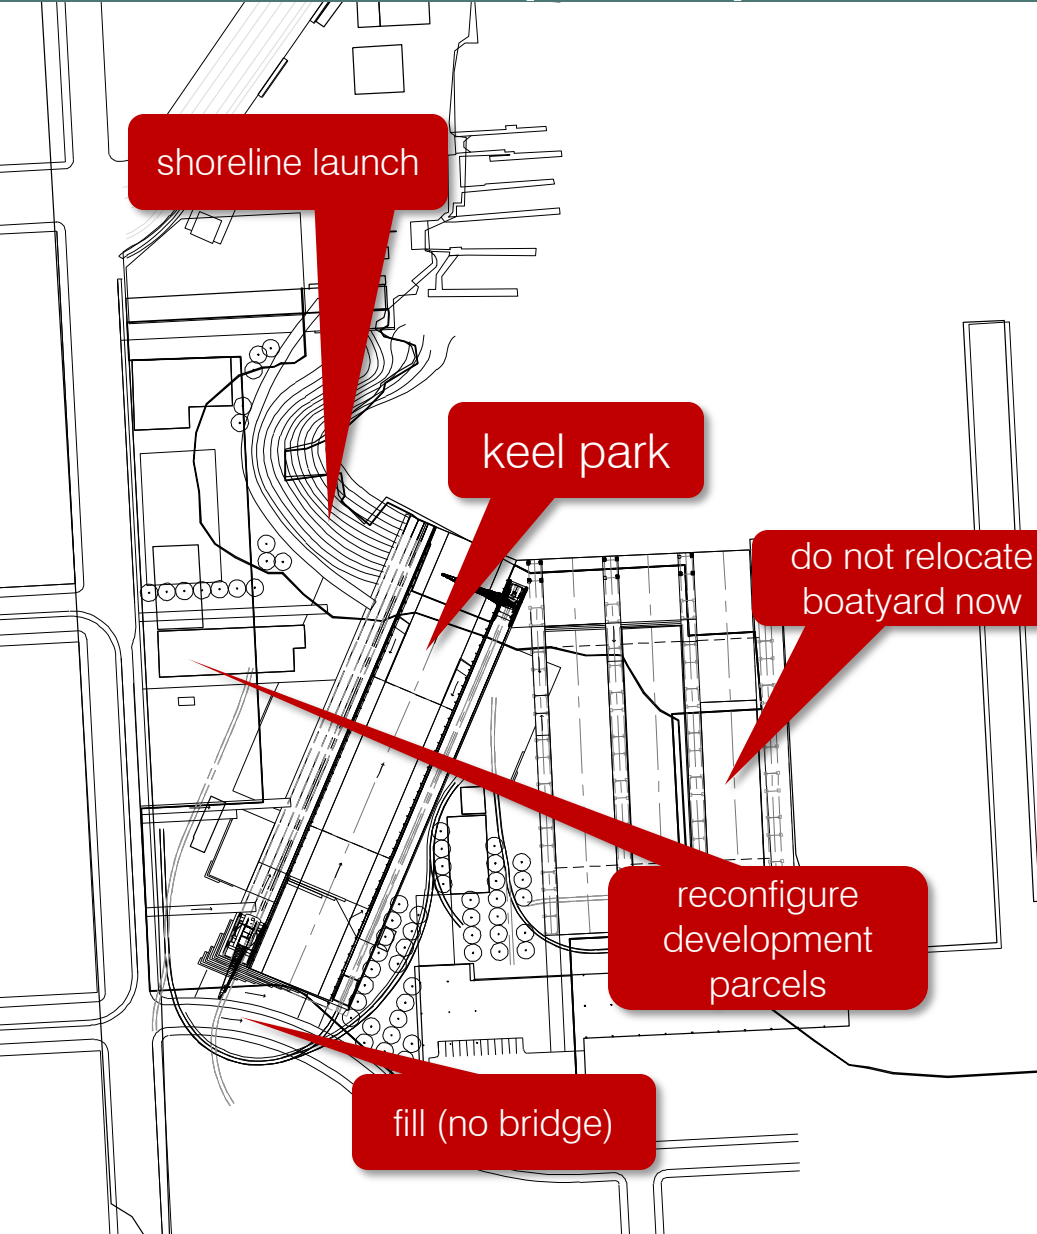 shoreline launch
keel park
do not relocate
boatyard now
reconfigure
development
parcels
fill (no bridge)